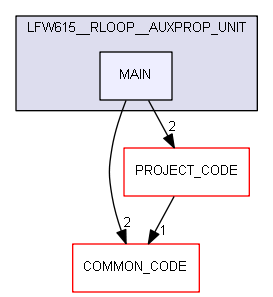 LFW615__RLOOP__AUXPROP_UNIT
MAIN
2
PROJECT_CODE
2
1
COMMON_CODE